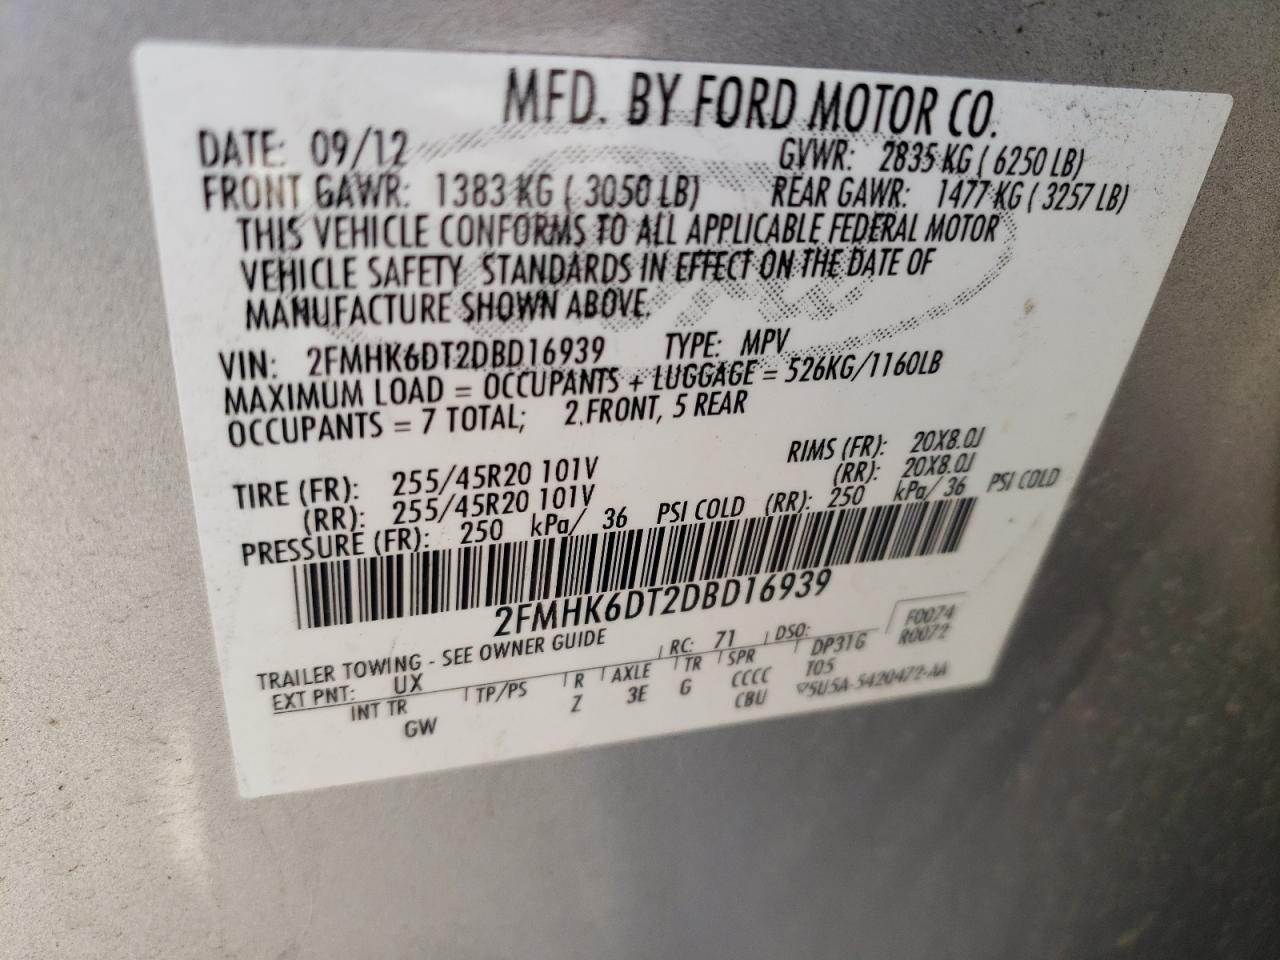 MFD. BY FORD MOTOR CO.
DATE: 09/12 GVWR: 2835 KG ( 6250 LB)
FRONT GAWR: 1383 KG ( 3050 LB) REAR GAWR: 1477 KG ( 3257 LB)
THIS VEHICLE CONFORMS TO ALL APPLICABLE FEDERAL MOTOR
VEHICLE SAFETY STANDARDS IN EFFECT ON THE DATE OF
MANUFACTURE SHOWN ABOVE.
VIN: 2FMHK6DT2DBD16939 TYPE: MPV
MAXIMUM LOAD = OCCUPANTS + LUGGAGE = 526KG/1160LB
OCCUPANTS = 7 TOTAL; 2 FRONT, 5 REAR
TIRE (FR): 255/45R20 101V RIMS (FR): 20X8.0J
(RR): 255/45R20 101V (RR): 20X8.0J
PRESSURE (FR): 250 kPa/ 36 PSI COLD (RR): 250 kPa/ 36 PSI COLD
2FMHK6DT2DBD16939
TRAILER TOWING - SEE OWNER GUIDE
F0074
R0072
EXT PNT: UX RC: 71 DSO: DP31G
INT TR TP/PS R AXLE TR SPR T05
GW Z 3E G CCCC 5U5A-5420472-AA
CBU